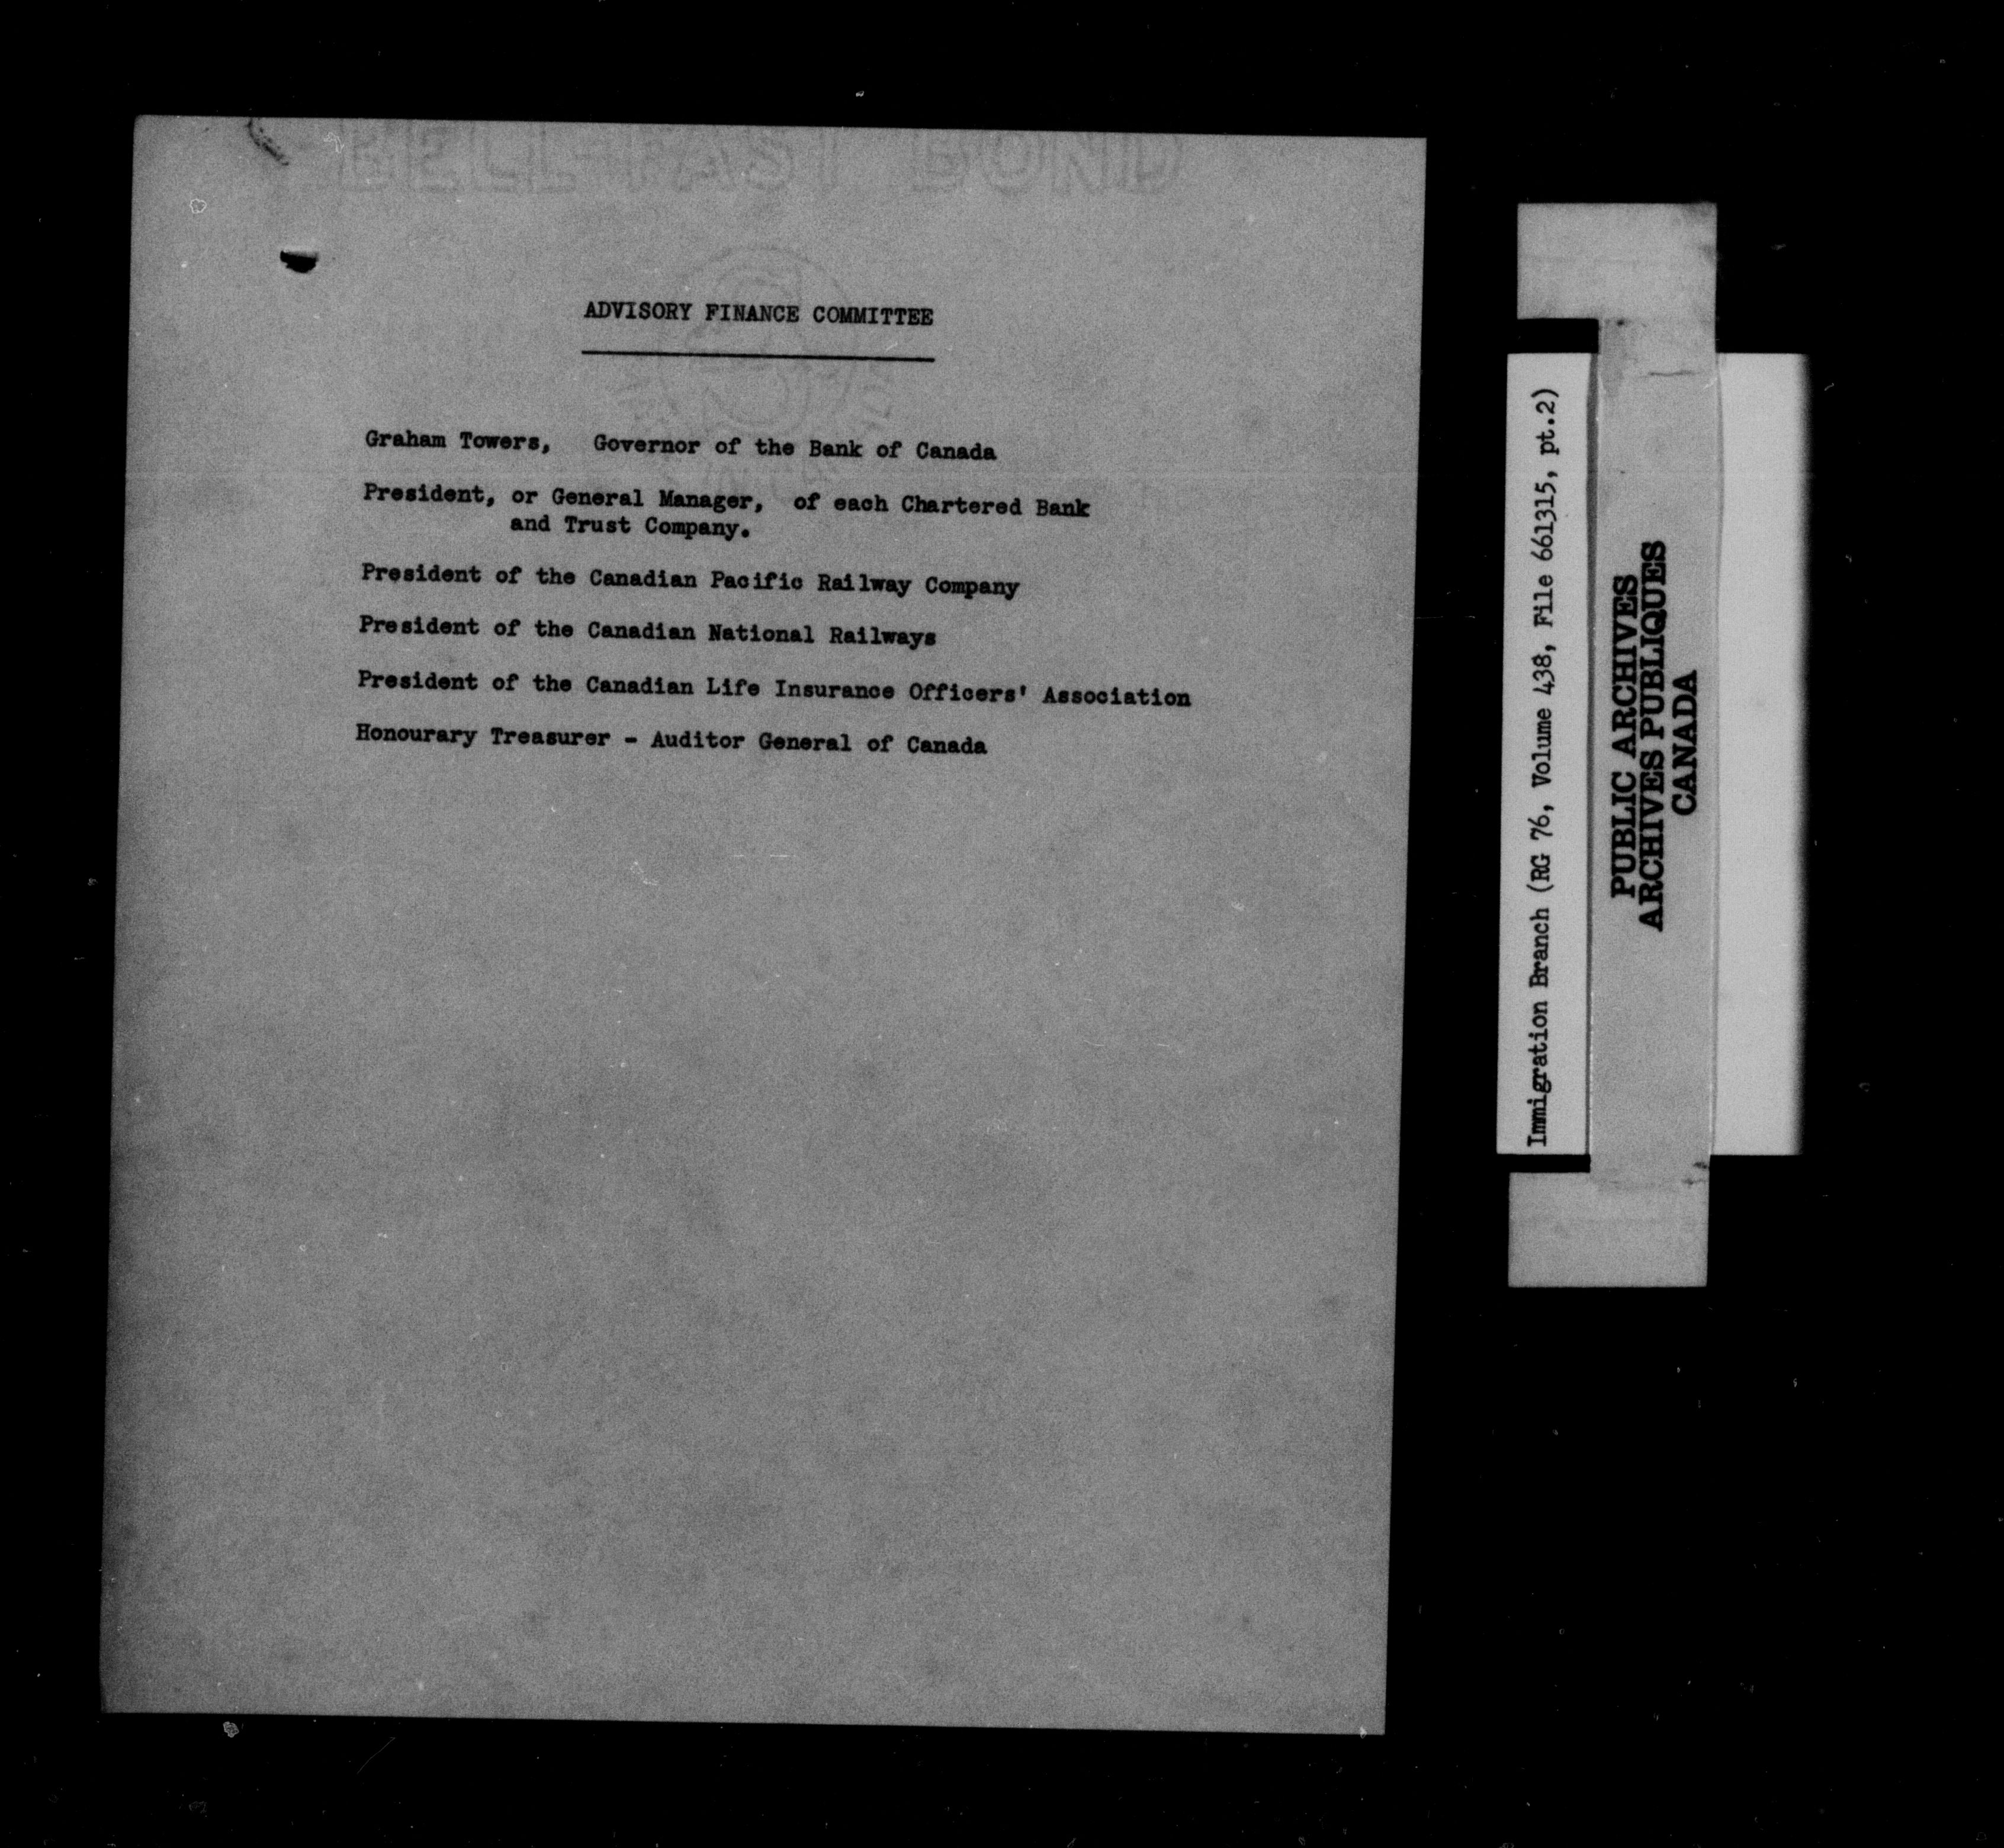 BELL-FAST BOND
ADVISORY FINANCE COMMITTEE
Graham Towers, Governor of the Bank of Canada
President, or General Manager, of each Chartered Bank
and Trust Company.
President of the Canadian Pacific Railway Company
President of the Canadian National Railways
President of the Canadian Life Insurance Officers' Association
Honourary Treasurer - Auditor General of Canada
Immigration Branch (RG 76, Volume 438, File 661315, pt.2)
PUBLIC ARCHIVES
ARCHIVES PUBLIQUES
CANADA